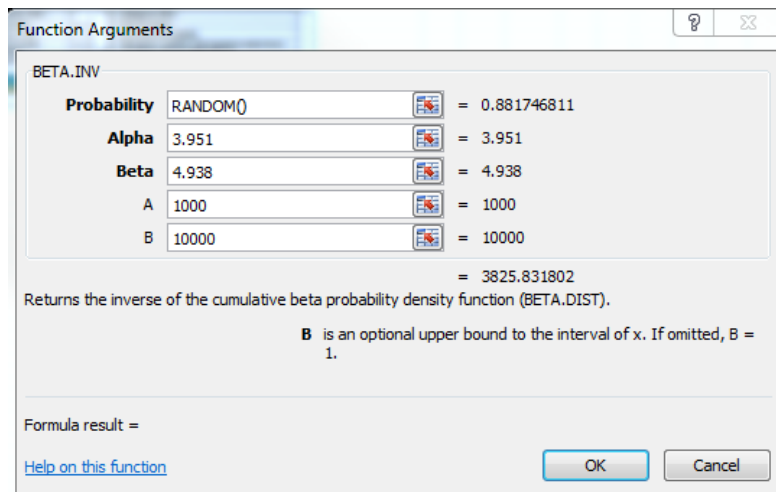 Function Arguments
?
BETA.INV
Probability RANDOM() = 0.881746811
Alpha 3.951 = 3.951
Beta 4.938 = 4.938
A 1000 = 1000
B 10000 = 10000
= 3825.831802
Returns the inverse of the cumulative beta probability density function (BETA.DIST).
B is an optional upper bound to the interval of x. If omitted, B =
1.
Formula result =
Help on this function
OK Cancel